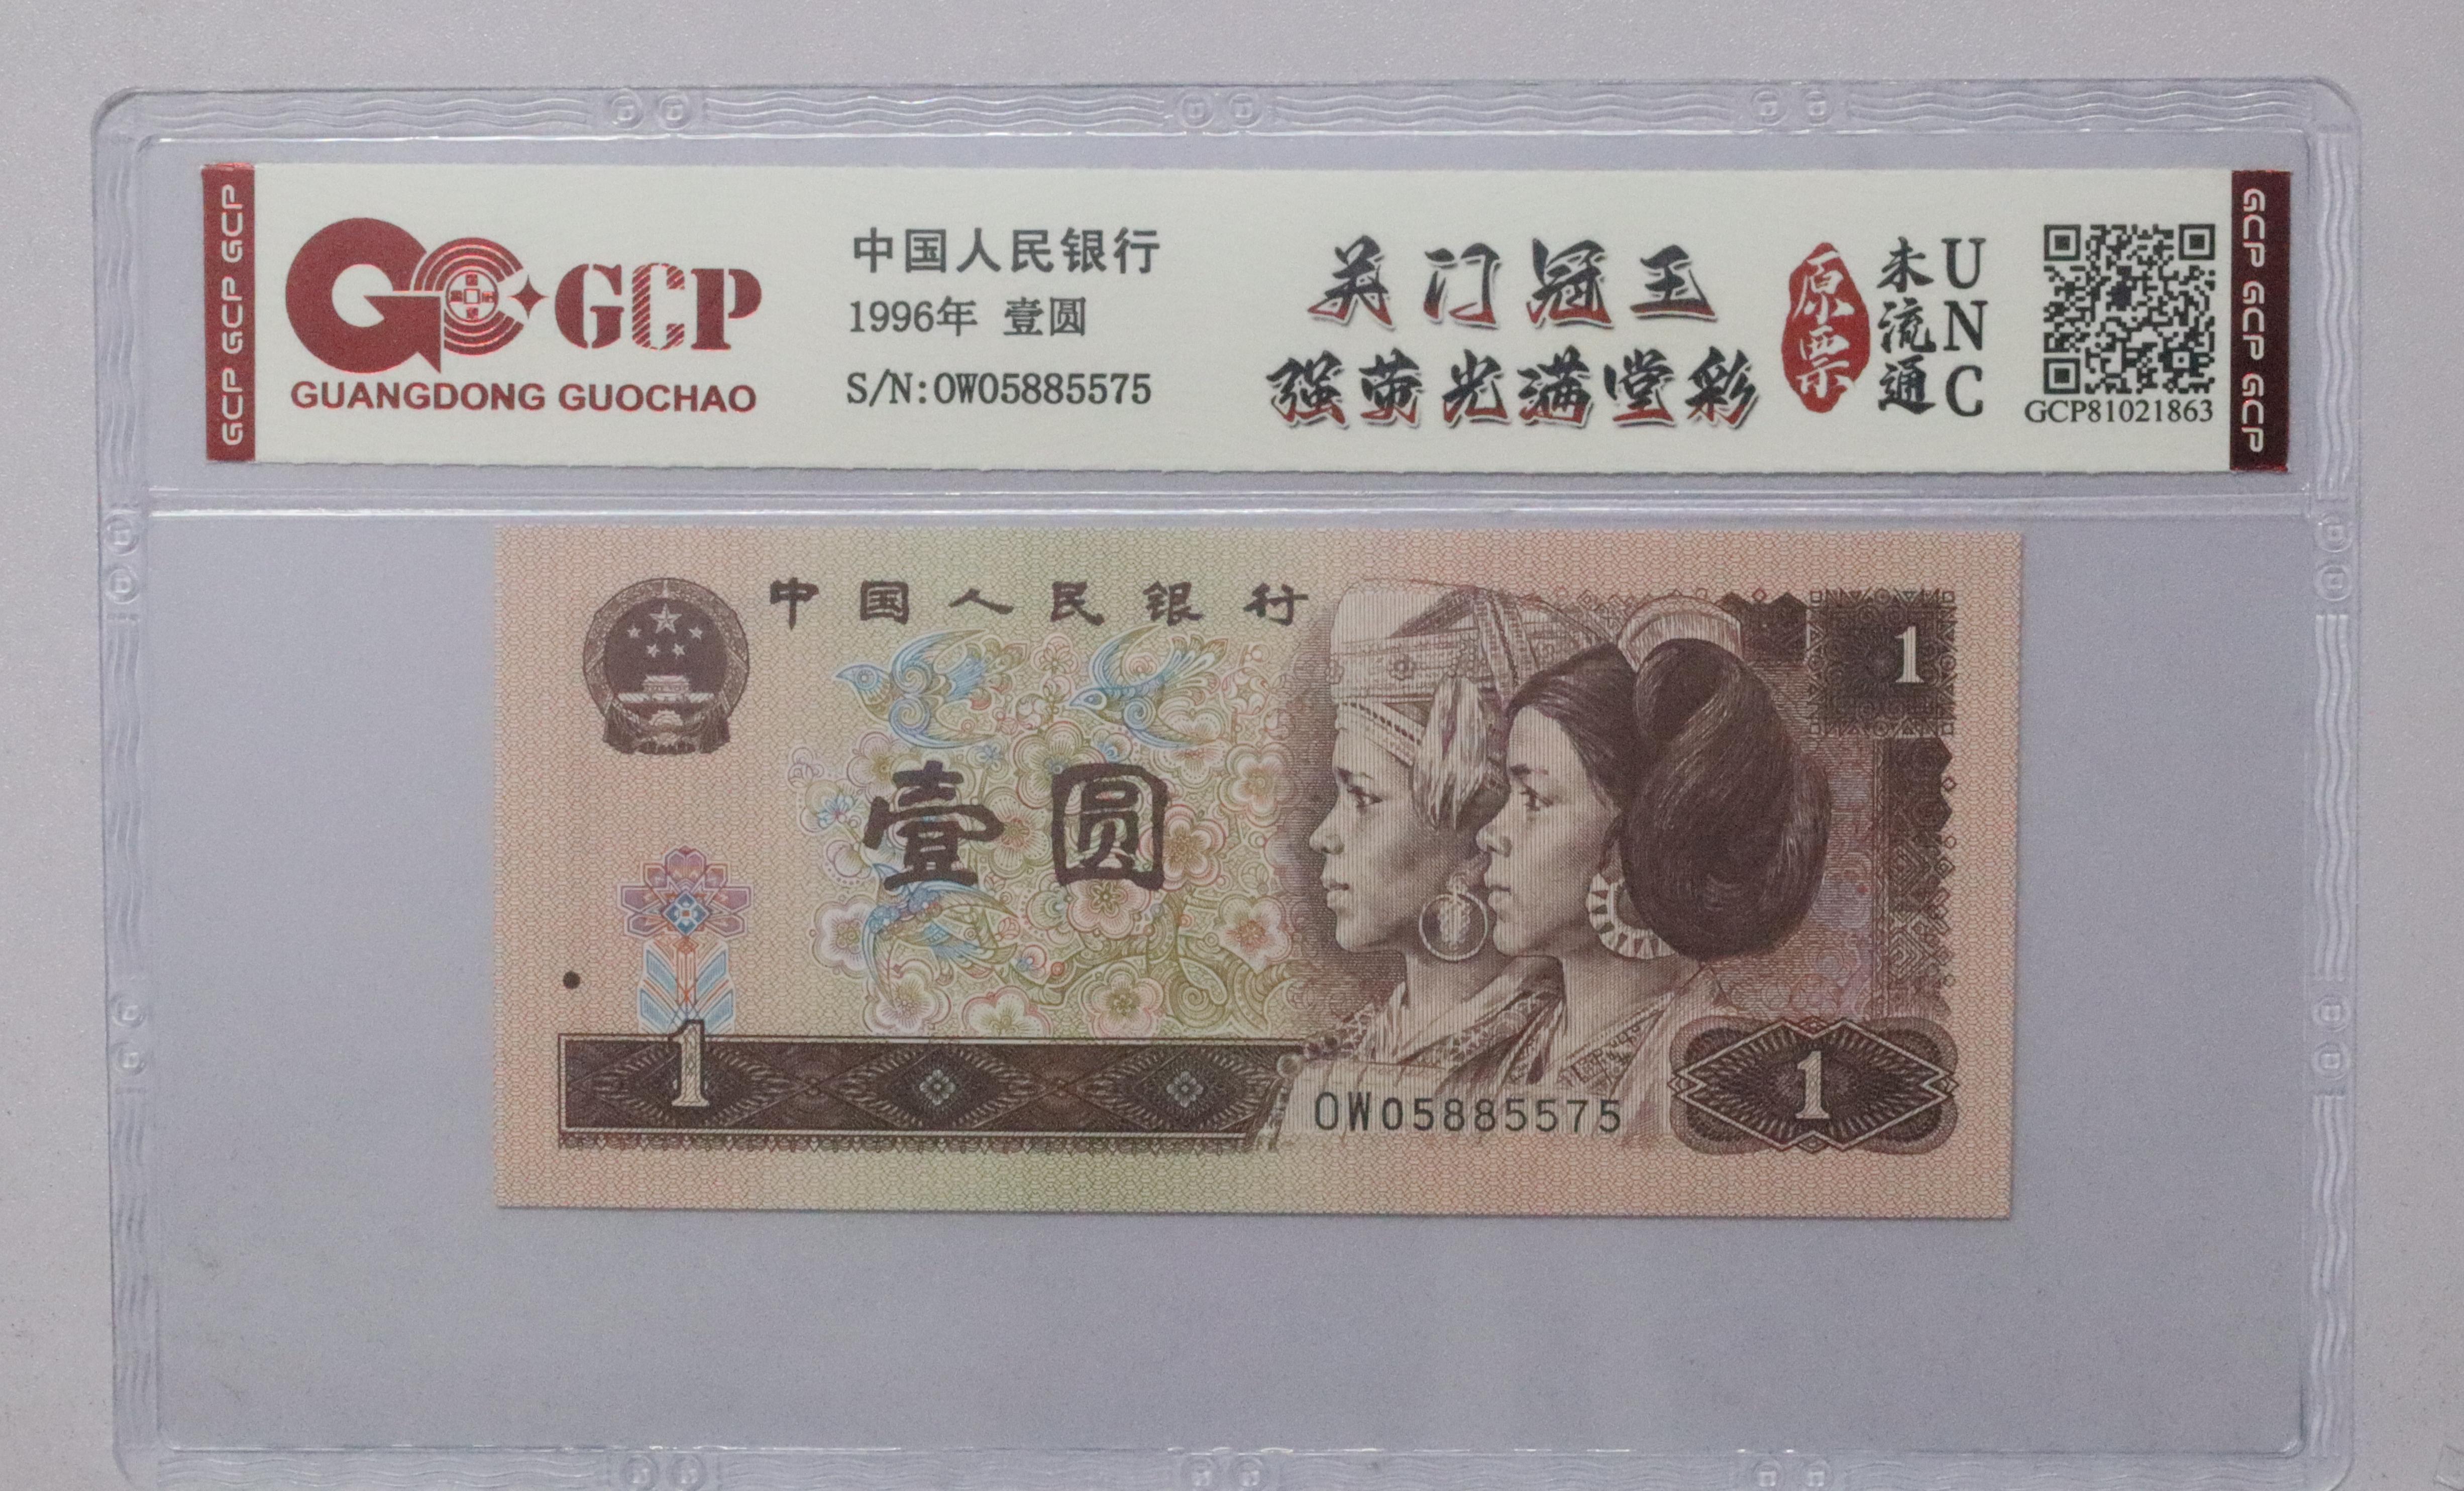 GCP GCP GCP
GCP
GUANGDONG GUOCHAO
中国人民银行
1996年 壹圆
S/N:OW05885575
关门冠王
强荧光满堂彩
原票
未流通
UNC
GCP81021863
GCP GCP GCP
中国人民银行
1
壹圆
1
OW05885575
1